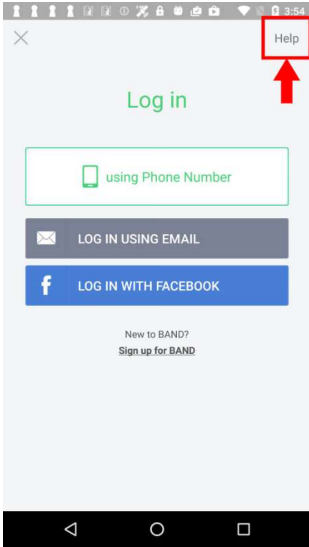 3:54
Help
Log in
using Phone Number
LOG IN USING EMAIL
f LOG IN WITH FACEBOOK
New to BAND?
Sign up for BAND